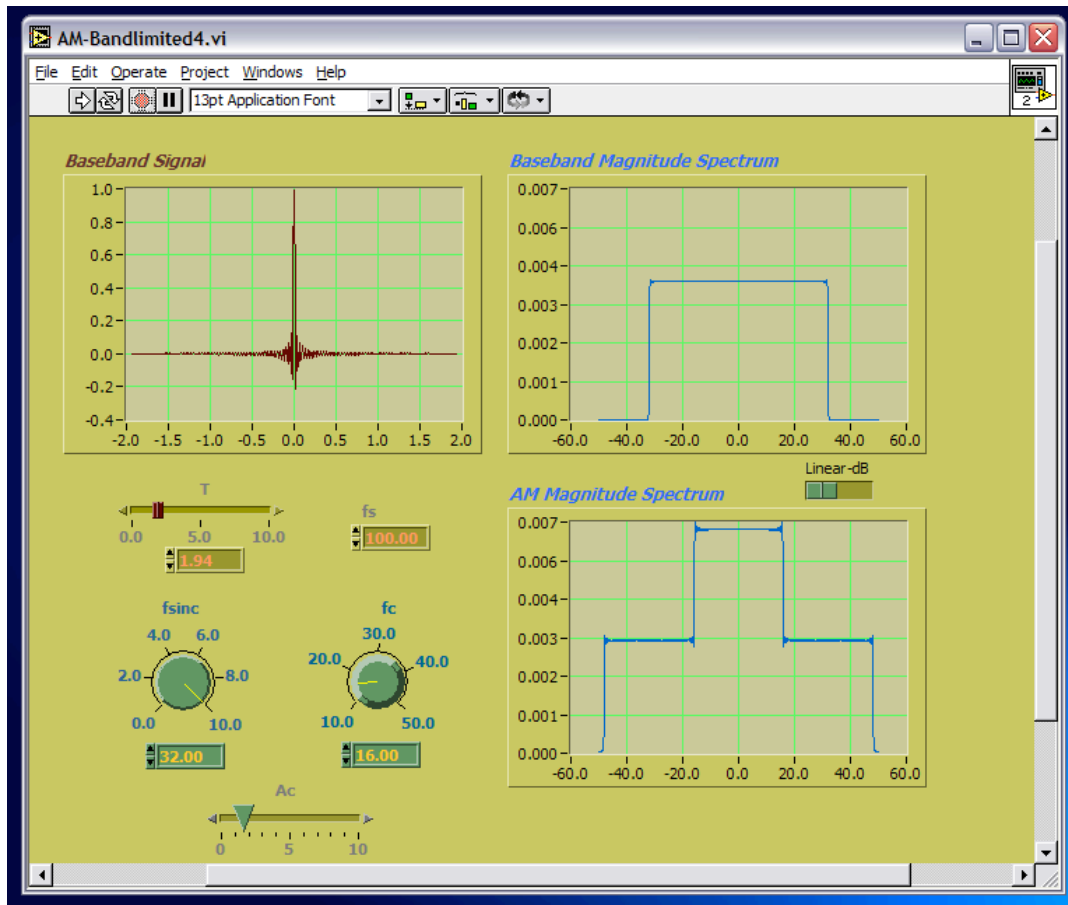 AM-Bandlimited4.vi
File Edit Operate Project Windows Help
13pt Application Font
2
Baseband Signal
1.0
0.8
0.6
0.4
0.2
0.0
-0.2
-0.4
-2.0 -1.5 -1.0 -0.5 0.0 0.5 1.0 1.5 2.0
Baseband Magnitude Spectrum
0.007
0.006
0.004
0.003
0.002
0.001
0.000
-60.0 -40.0 -20.0 0.0 20.0 40.0 60.0
Linear-dB
T
0.0 5.0 10.0
1.94
fs
100.00
AM Magnitude Spectrum
0.007
0.006
0.004
0.003
0.002
0.001
0.000
-60.0 -40.0 -20.0 0.0 20.0 40.0 60.0
fsinc
4.0 6.0
2.0 8.0
0.0 10.0
32.00
fc
30.0
20.0 40.0
10.0 50.0
16.00
Ac
0 5 10